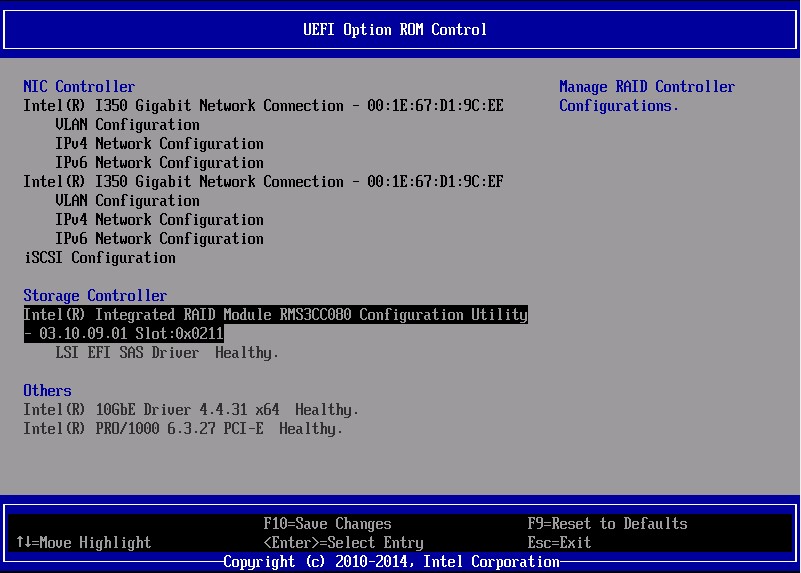 UEFI Option ROM Control
NIC Controller
Manage RAID Controller
Intel(R) I350 Gigabit Network Connection - 00:1E:67:D1:9C:EE
Configurations.
VLAN Configuration
IPv4 Network Configuration
IPv6 Network Configuration
Intel(R) I350 Gigabit Network Connection - 00:1E:67:D1:9C:EF
VLAN Configuration
IPv4 Network Configuration
IPv6 Network Configuration
iSCSI Configuration
Storage Controller
Intel(R) Integrated RAID Module RMS3CC080 Configuration Utility
- 03.10.09.01 Slot:0x0211
LSI EFI SAS Driver  Healthy.
Others
Intel(R) 10GbE Driver 4.4.31 x64  Healthy.
Intel(R) PRO/1000 6.3.27 PCI-E  Healthy.
F10=Save Changes
F9=Reset to Defaults
↑↓=Move Highlight
<Enter>=Select Entry
Esc=Exit
Copyright (c) 2010-2014, Intel Corporation